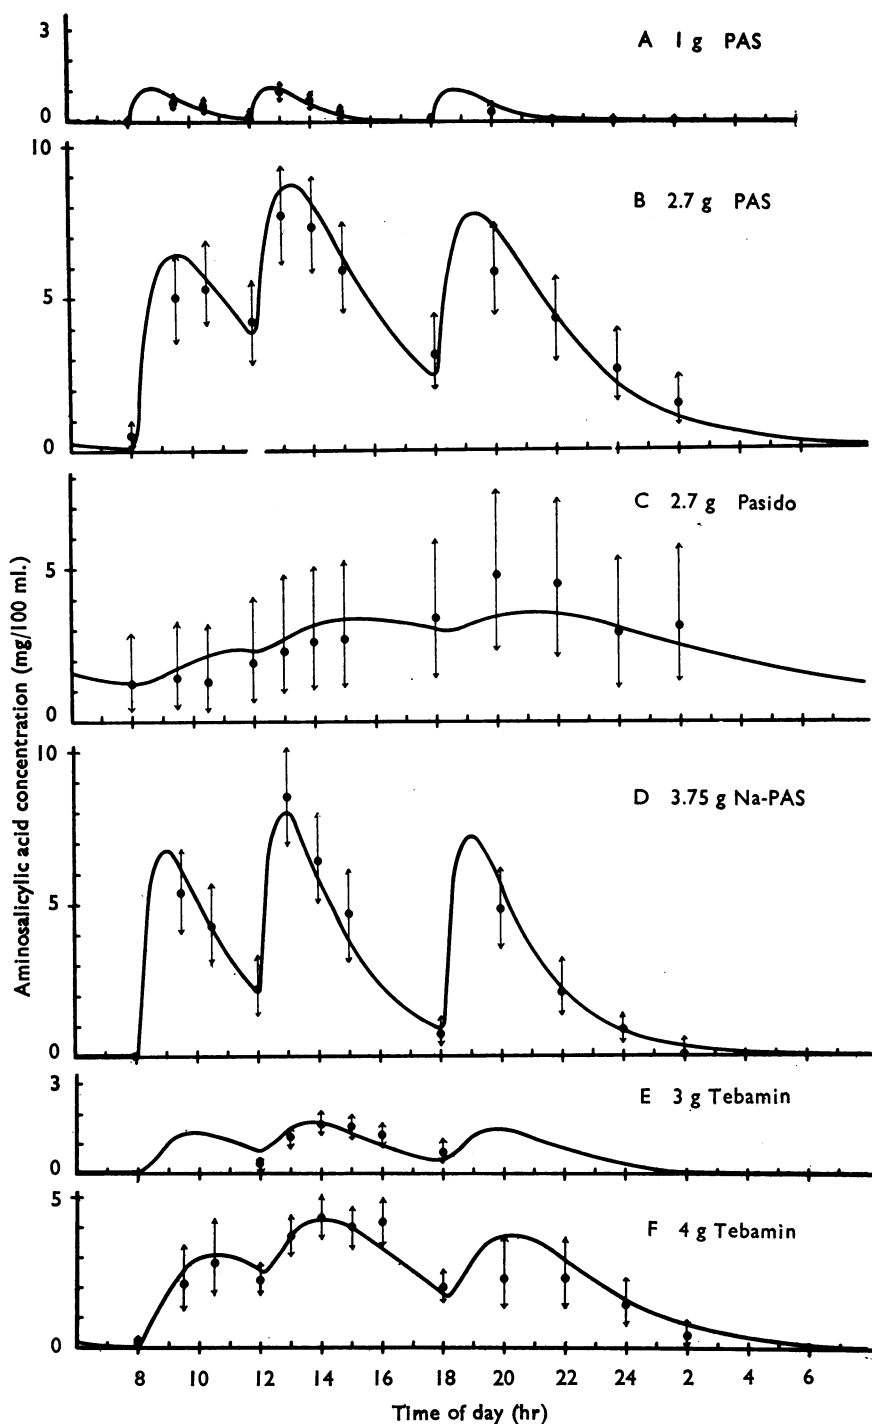 3
A 1 g PAS
0
10
B 2.7 g PAS
5
0
C 2.7 g Pasido
5
0
Aminosalicylic acid concentration (mg/100 ml.)
10
D 3.75 g Na-PAS
5
0
3
E 3 g Tebamin
0
5
F 4 g Tebamin
0
8 10 12 14 16 18 20 22 24 2 4 6
Time of day (hr)